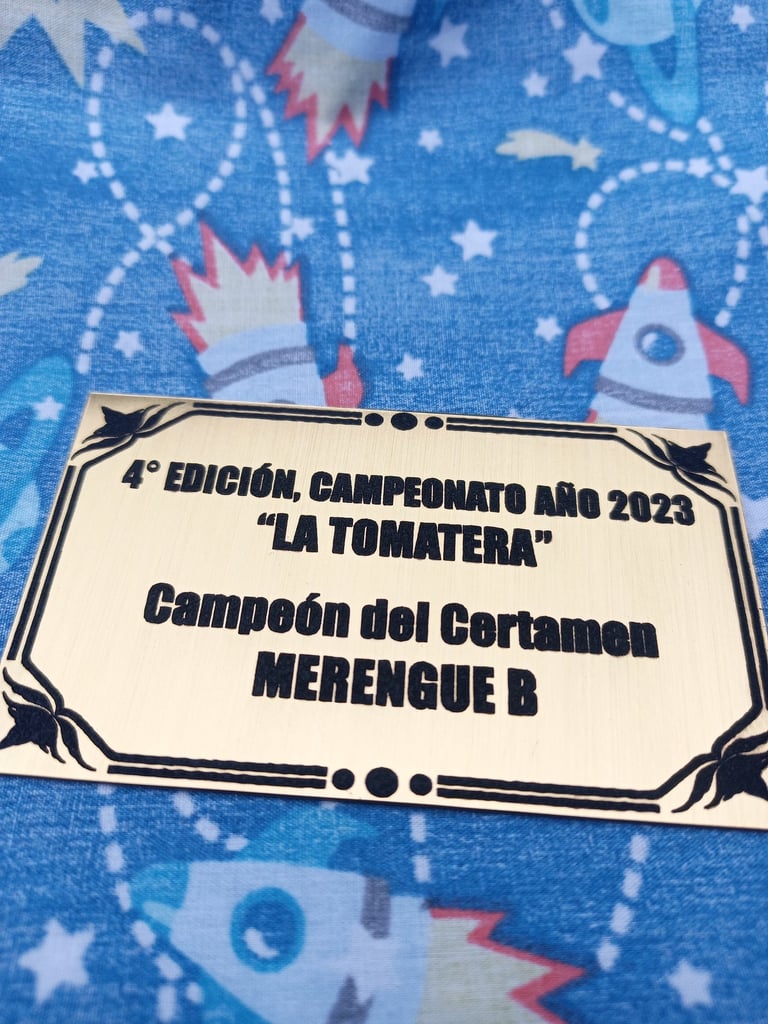 4° EDICIÓN, CAMPEONATO AÑO 2023
“LA TOMATERA”
Campeón del Certamen
MERENGUE B